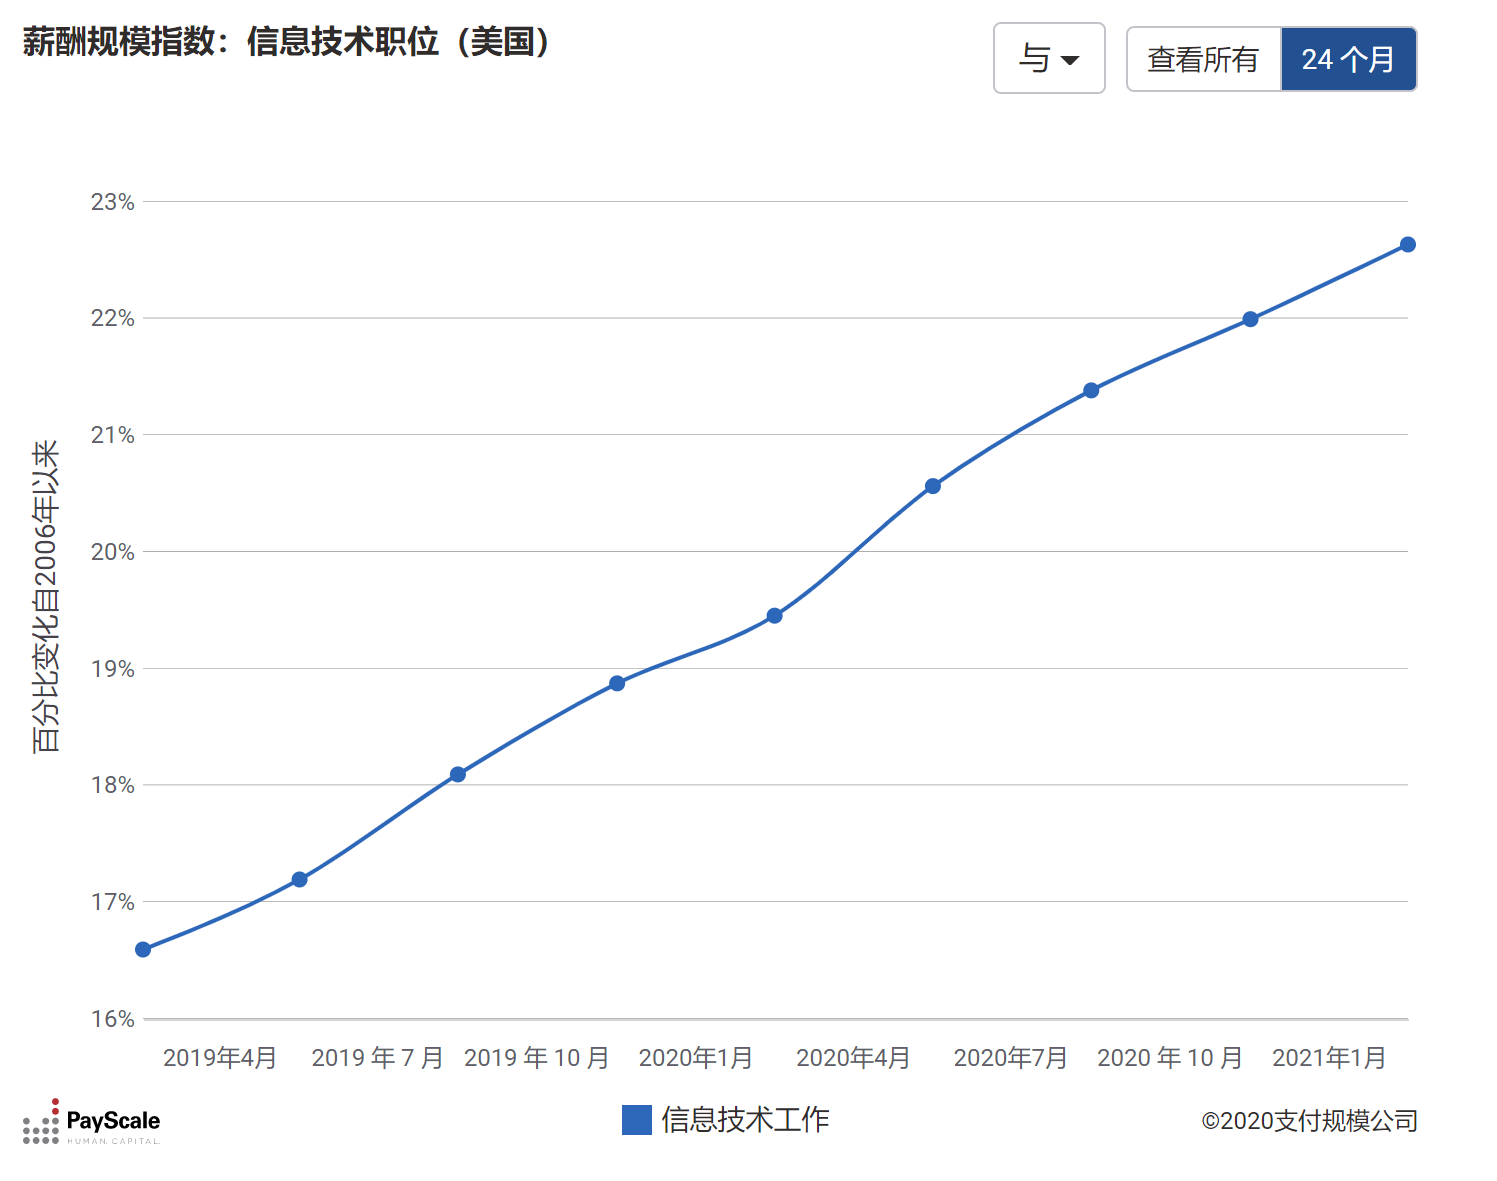 薪酬规模指数：信息技术职位（美国）
与
查看所有
24 个月
23%
22%
21%
20%
19%
18%
17%
16%
百分比变化自2006年以来
2019年4月
2019 年 7 月
2019 年 10 月
2020年1月
2020年4月
2020年7月
2020 年 10 月
2021年1月
PayScale
HUMAN. CAPITAL.
信息技术工作
©2020支付规模公司